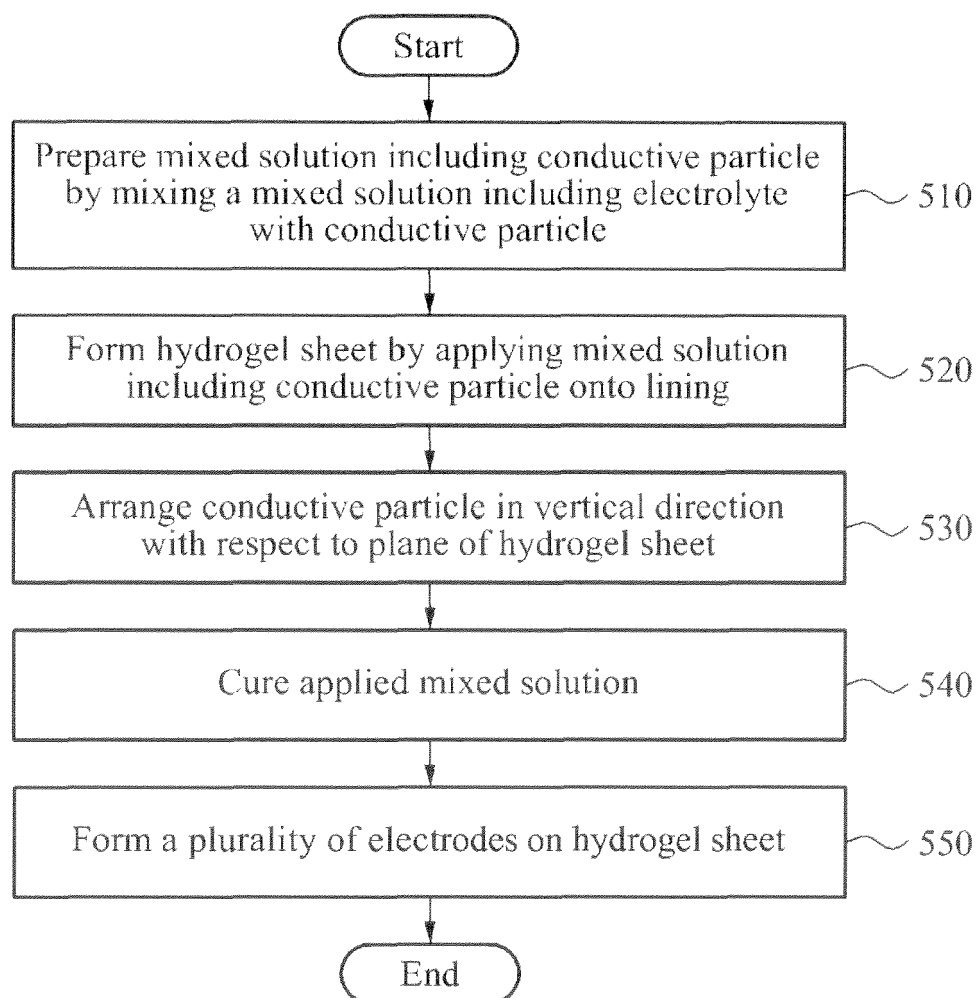 Start
Prepare mixed solution including conductive particle
by mixing a mixed solution including electrolyte
with conductive particle
510
Form hydrogel sheet by applying mixed solution
including conductive particle onto lining
520
Arrange conductive particle in vertical direction
with respect to plane of hydrogel sheet
530
Cure applied mixed solution
540
Form a plurality of electrodes on hydrogel sheet
550
End